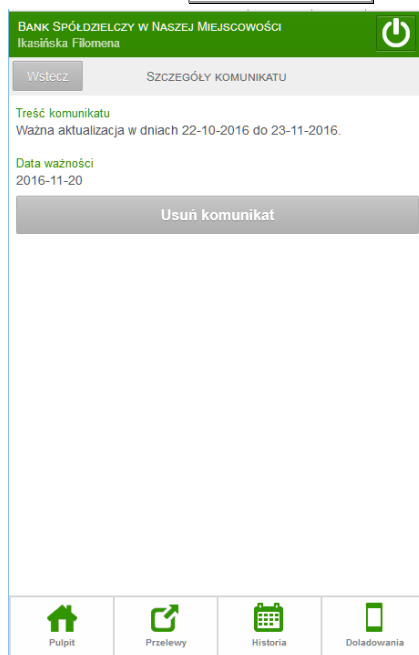 BANK SPÓŁDZIELCZY W NASZEJ MIEJSCOWOŚCI
Ikasińska Filomena
Wstecz
SZCZEGÓŁY KOMUNIKATU
Treść komunikatu
Ważna aktualizacja w dniach 22-10-2016 do 23-11-2016.
Data ważności
2016-11-20
Usuń komunikat
Pulpit
Przelewy
Historia
Doladowania